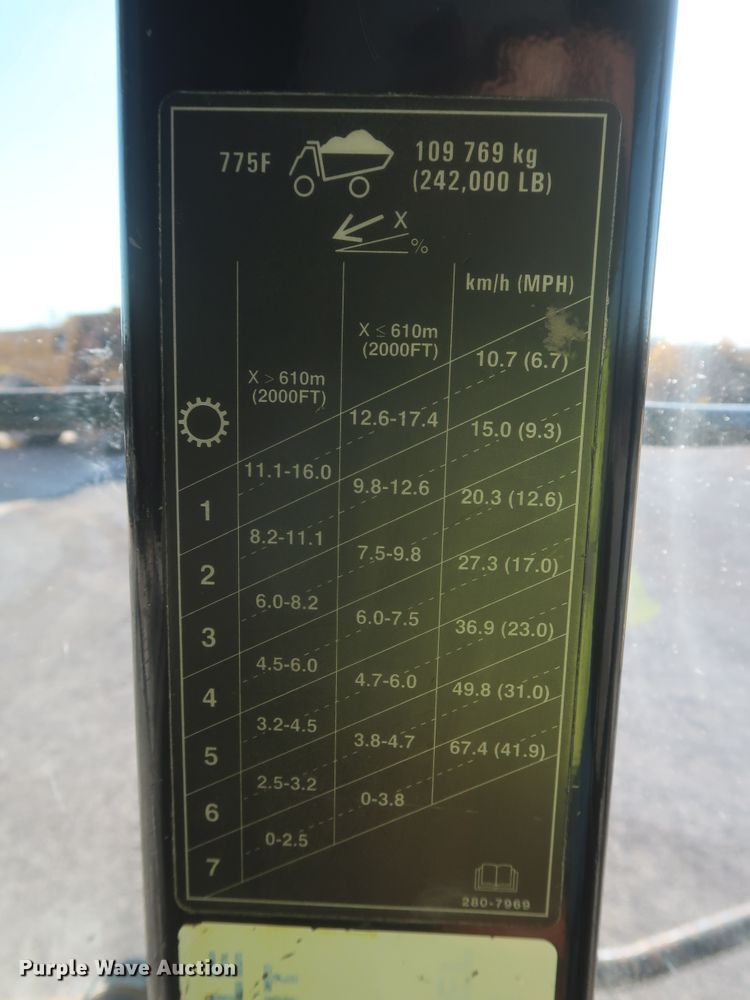 775F
109 769 kg
(242,000 LB)
X
%
km/h (MPH)
X ≤ 610m
(2000FT)
X > 610m
(2000FT)
1 11.1-16.0 12.6-17.4 10.7 (6.7)
2 8.2-11.1 9.8-12.6 15.0 (9.3)
3 6.0-8.2 7.5-9.8 20.3 (12.6)
4 4.5-6.0 6.0-7.5 27.3 (17.0)
5 3.2-4.5 4.7-6.0 36.9 (23.0)
6 2.5-3.2 3.8-4.7 49.8 (31.0)
7 0-2.5 0-3.8 67.4 (41.9)
280-7969
Purple Wave Auction